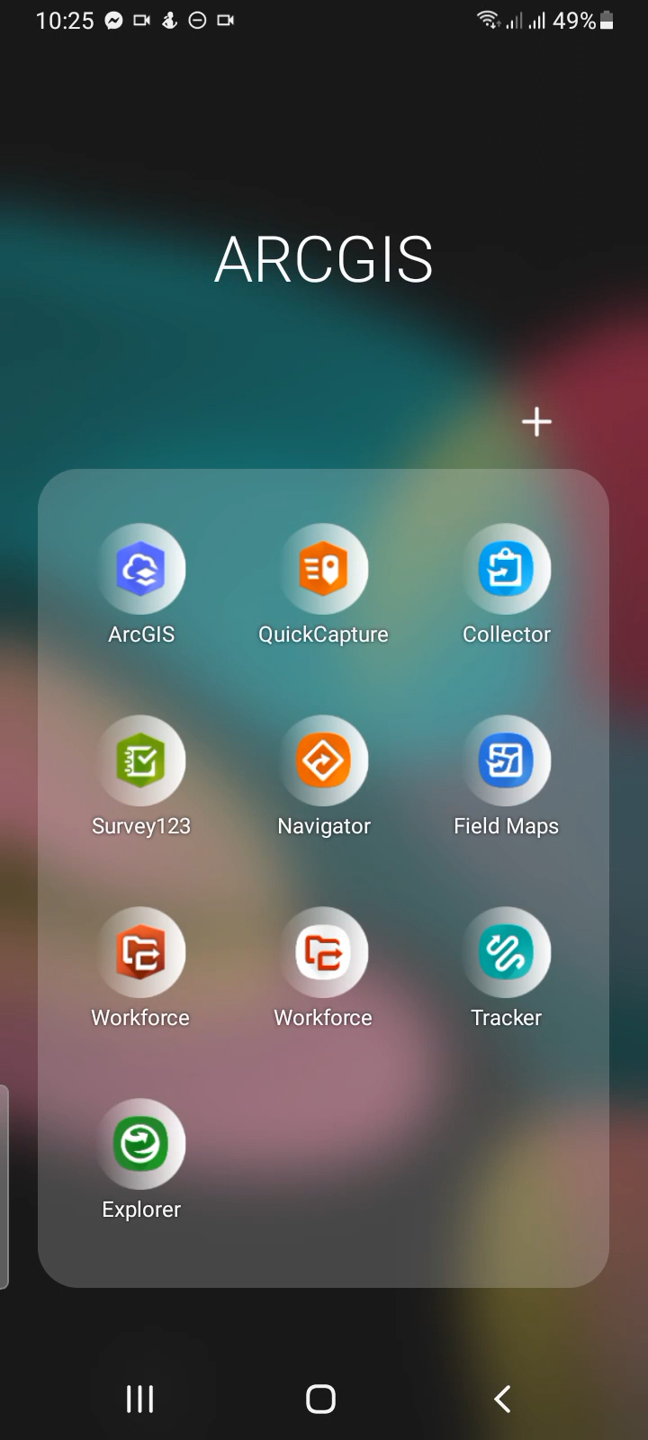 10:25 49%
ARCGIS
ArcGIS QuickCapture Collector
Survey123 Navigator Field Maps
Workforce Workforce Tracker
Explorer